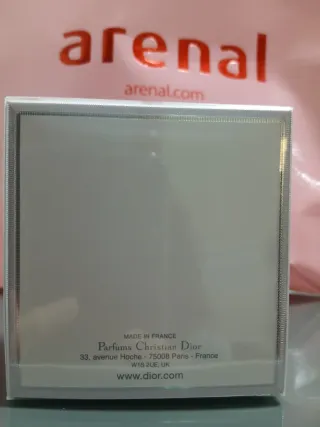 arenal
arenal.com
MADE IN FRANCE
Parfums Christian Dior
33, avenue Hoche - 75008 Paris - France
W1S 3UE, UK
www.dior.com